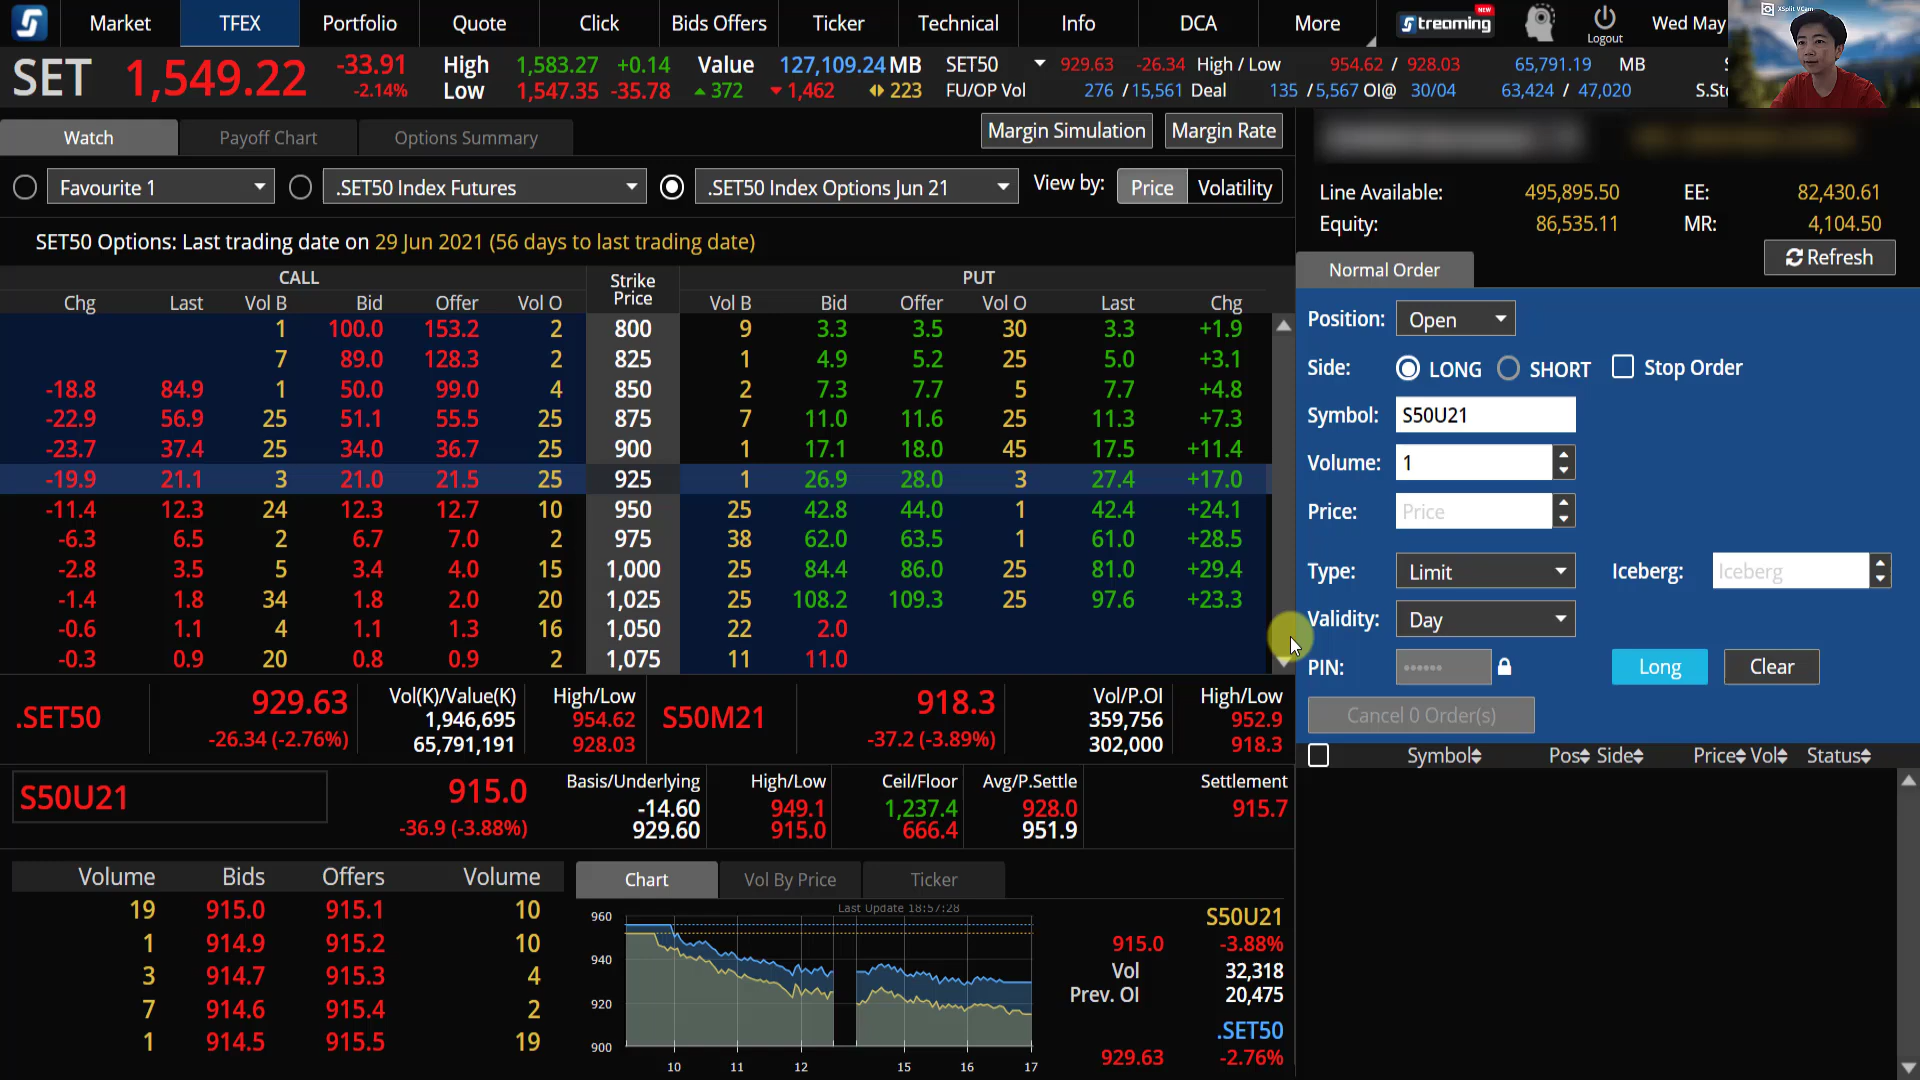 Market TFEX Portfolio Quote Click Bids Offers Ticker Technical Info DCA More Streaming NEW Logout Wed May
XSplit VCam
SET 1,549.22 -33.91 -2.14%
High 1,583.27 +0.14 Value 127,109.24 MB SET50 929.63 -26.34 High / Low 954.62 / 928.03 65,791.19 MB
Low 1,547.35 -35.78 372 1,462 223 FU/OP Vol 276 / 15,561 Deal 135 / 5,567 OI@ 30/04 63,424 / 47,020 S.Sto
Watch Payoff Chart Options Summary Margin Simulation Margin Rate
Favourite 1 .SET50 Index Futures .SET50 Index Options Jun 21 View by: Price Volatility
SET50 Options: Last trading date on 29 Jun 2021 (56 days to last trading date)
CALL Strike Price PUT
Chg Last Vol B Bid Offer Vol O Vol B Bid Offer Vol O Last Chg
1 100.0 153.2 2 800 9 3.3 3.5 30 3.3 +1.9
7 89.0 128.3 2 825 1 4.9 5.2 25 5.0 +3.1
-18.8 84.9 1 50.0 99.0 4 850 2 7.3 7.7 5 7.7 +4.8
-22.9 56.9 25 51.1 55.5 25 875 7 11.0 11.6 25 11.3 +7.3
-23.7 37.4 25 34.0 36.7 25 900 1 17.1 18.0 45 17.5 +11.4
-19.9 21.1 3 21.0 21.5 25 925 1 26.9 28.0 3 27.4 +17.0
-11.4 12.3 24 12.3 12.7 10 950 25 42.8 44.0 1 42.4 +24.1
-6.3 6.5 2 6.7 7.0 2 975 38 62.0 63.5 1 61.0 +28.5
-2.8 3.5 5 3.4 4.0 15 1,000 25 84.4 86.0 25 81.0 +29.4
-1.4 1.8 34 1.8 2.0 20 1,025 25 108.2 109.3 25 97.6 +23.3
-0.6 1.1 4 1.1 1.3 16 1,050 22 2.0
-0.3 0.9 20 0.8 0.9 2 1,075 11 11.0
.SET50 929.63 -26.34 (-2.76%)
Vol(K)/Value(K) 1,946,695 65,791,191
High/Low 954.62 928.03
S50M21 918.3 -37.2 (-3.89%)
Vol/P.OI 359,756 302,000
High/Low 952.9 918.3
S50U21 915.0 -36.9 (-3.88%)
Basis/Underlying -14.60 929.60
High/Low 949.1 915.0
Ceil/Floor 1,237.4 666.4
Avg/P.Settle 928.0 951.9
Settlement 915.7
Volume Bids Offers Volume
19 915.0 915.1 10
1 914.9 915.2 10
3 914.7 915.3 4
7 914.6 915.4 2
1 914.5 915.5 19
Chart Vol By Price Ticker
Last Update 18:57:28
960
940
920
900
10 11 12 15 16 17
S50U21
915.0 -3.88%
Vol 32,318
Prev. OI 20,475
.SET50
929.63 -2.76%
Line Available: 495,895.50 EE: 82,430.61
Equity: 86,535.11 MR: 4,104.50
Refresh
Normal Order
Position: Open
Side: LONG SHORT Stop Order
Symbol: S50U21
Volume: 1
Price: Price
Type: Limit Iceberg: Iceberg
Validity: Day
PIN: Long Clear
Cancel 0 Order(s)
Symbol Pos Side Price Vol Status